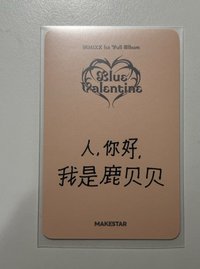 NMIXX 1st Full Album
Blue
Valentine
人，你好，
我是鹿贝贝
MAKESTAR